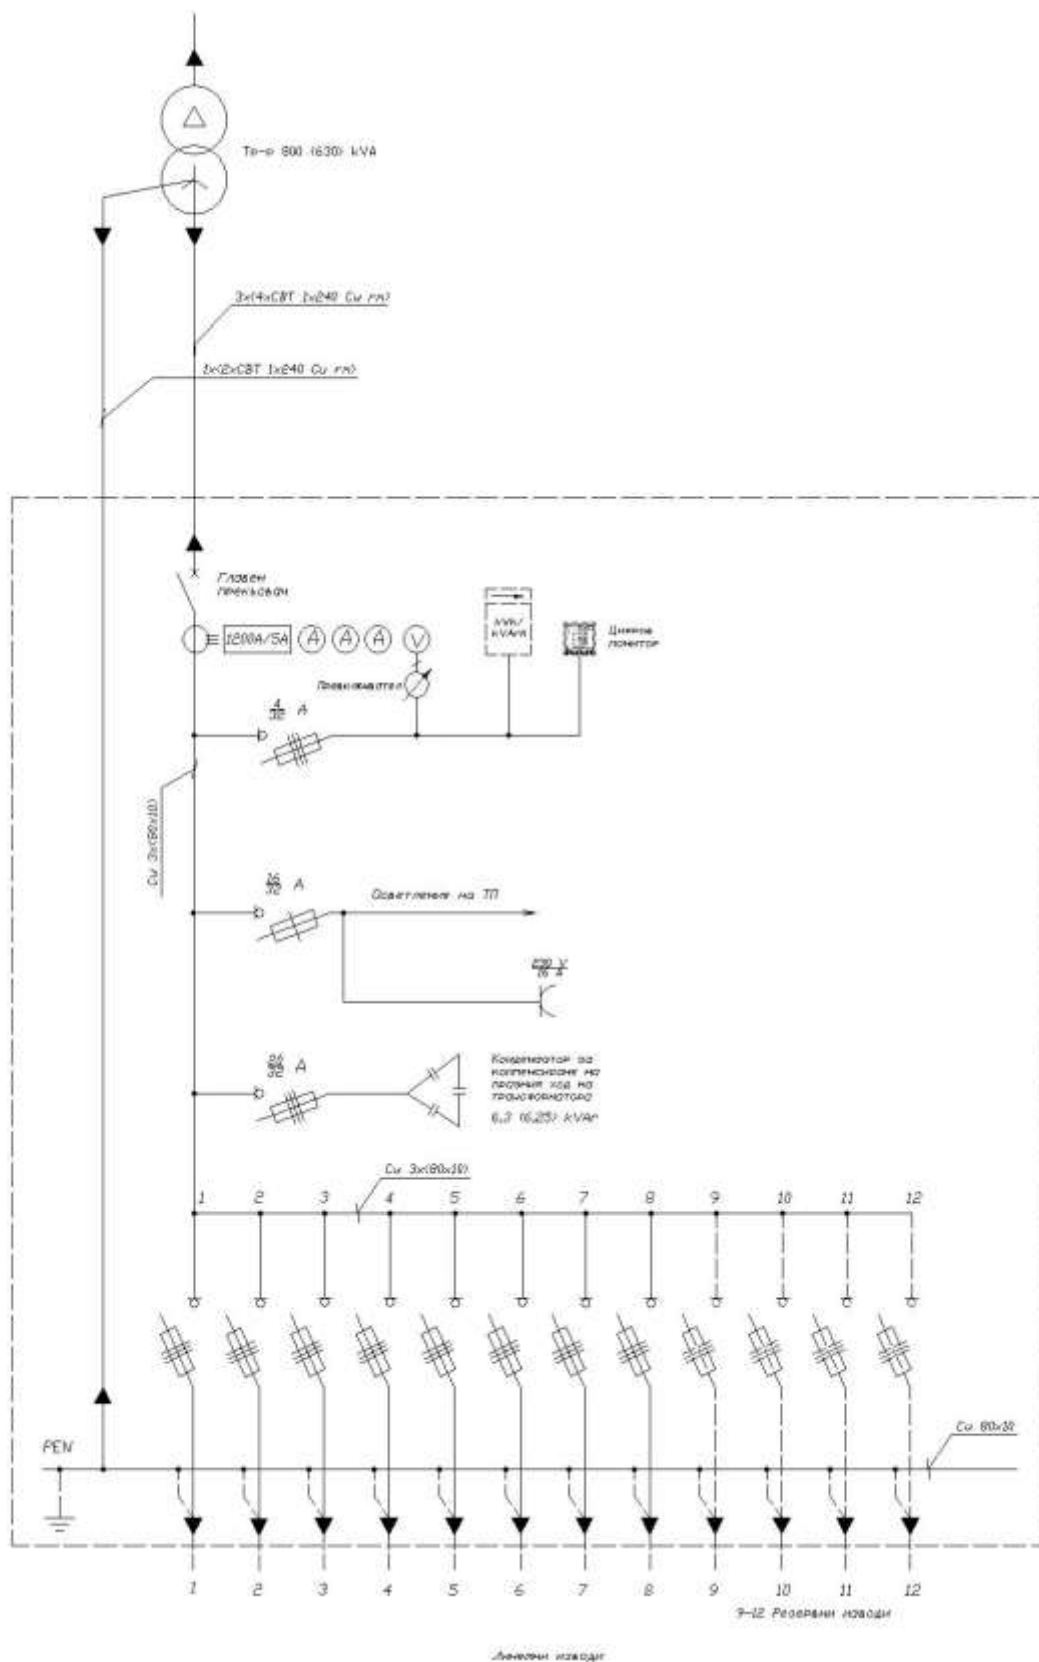 Тр-р 800 (630) kVA
3x(4xСВТ 1x240 Cu rm)
1x(2xСВТ 1x240 Cu rm)
Главен
прекъсвач
1200A/5A A A A V
kWh/
kVArh
Цифров
монитор
Превключвател
4/32 A
Cu 3x(80x10)
16/32 A
Осветление на ТП
230 V
16 A
A
Кондензатор за
компенсиране на
празния ход на
трансформатора
6.3 (6.25) kVAr
Cu 3x(80x10)
1 2 3 4 5 6 7 8 9 10 11 12
PEN
Cu 80x10
1 2 3 4 5 6 7 8 9 10 11 12
9-12 Резервни изводи
Линейни изводи